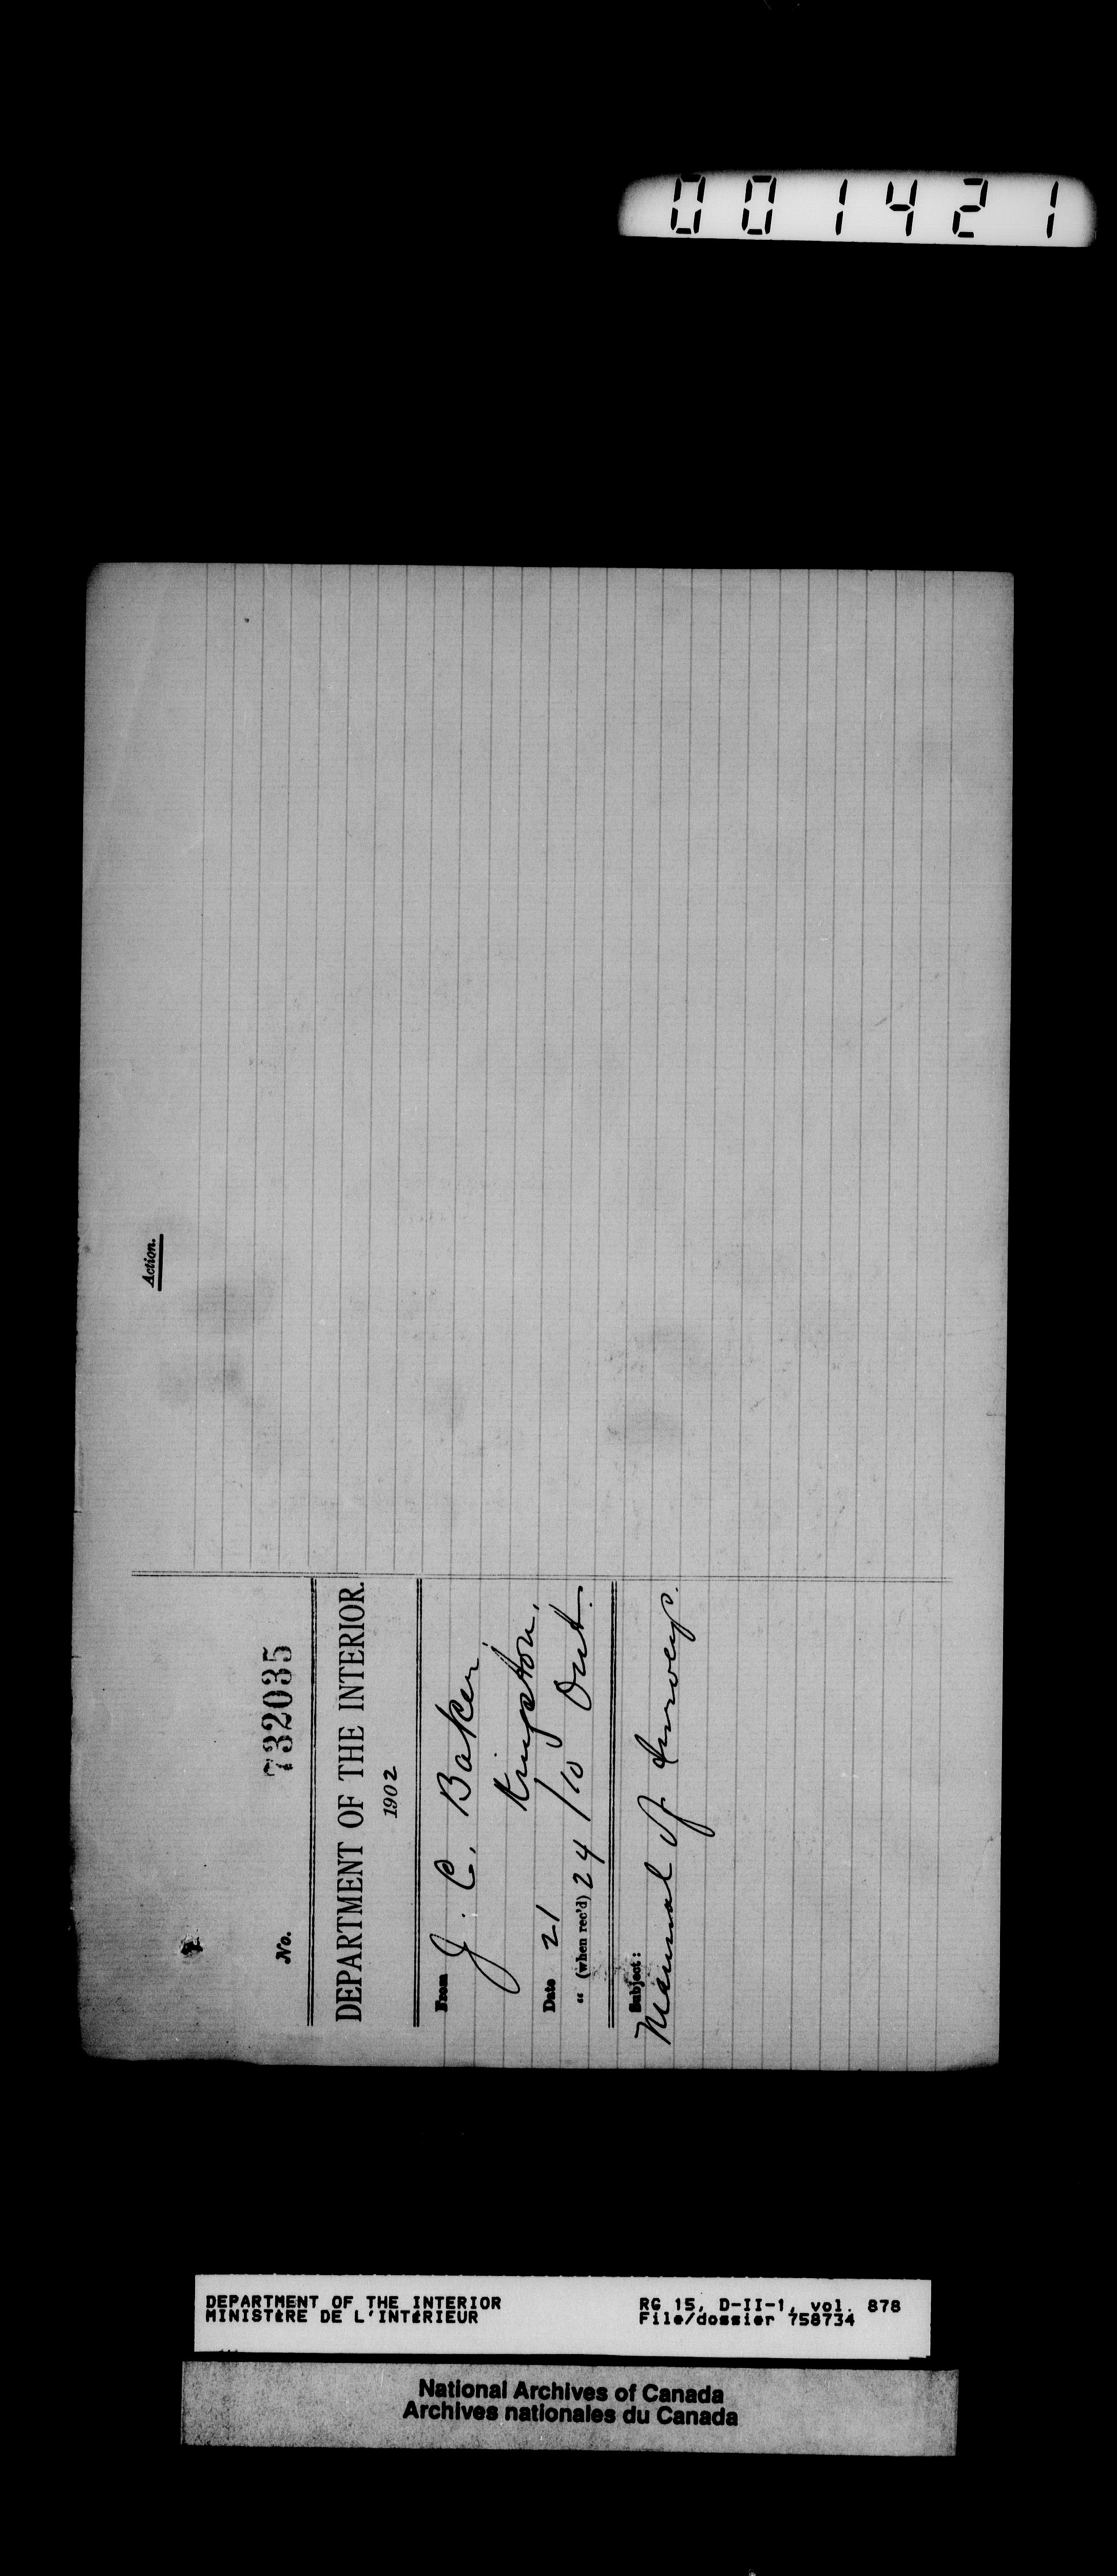 001421
Action.
No. 732035
DEPARTMENT OF THE INTERIOR.
1902
From J. C. Baker,
Kingston,
Date 21/10 Ont.
" (when rec'd) 24
Subject:
Manual of Surveys.
DEPARTMENT OF THE INTERIOR
MINISTÈRE DE L'INTÉRIEUR
RG 15, D-II-1, vol. 878
File/dossier 758734
National Archives of Canada
Archives nationales du Canada